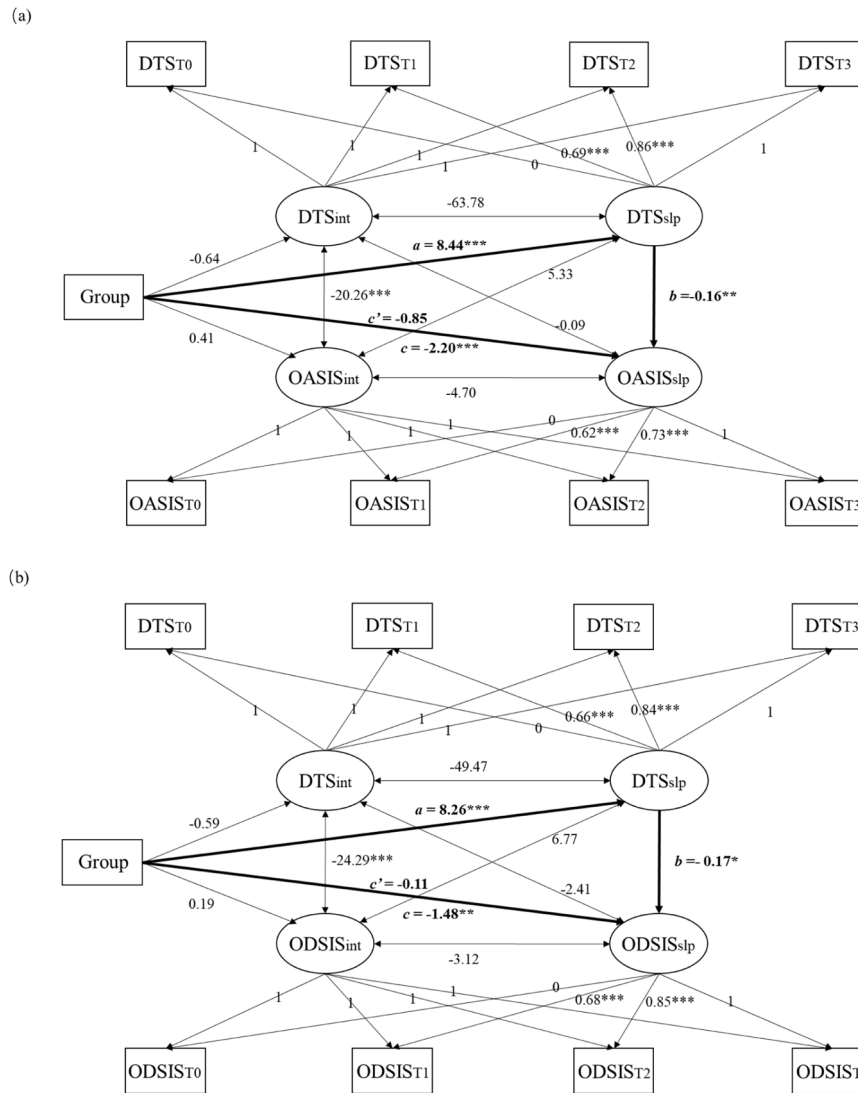 (a)
DTST0 DTST1 DTST2 DTST3
1 1 1 1 0 0.69*** 0.86*** 1
DTSint -63.78 DTSslp
-0.64 a = 8.44***
Group -20.26*** 5.33 b =-0.16**
c’= -0.85 -0.09
0.41 c = -2.20***
OASISint -4.70 OASISslp
1 1 1 1 0 0.62*** 0.73*** 1
OASIST0 OASIST1 OASIST2 OASIST3
(b)
DTST0 DTST1 DTST2 DTST3
1 1 1 1 0 0.66*** 0.84*** 1
DTSint -49.47 DTSslp
-0.59 a = 8.26***
Group -24.29*** 6.77 b =- 0.17*
c’= -0.11 -2.41
0.19 c = -1.48**
ODSISint -3.12 ODSISslp
1 1 1 1 0 0.68*** 0.85*** 1
ODSIST0 ODSIST1 ODSIST2 ODSIST